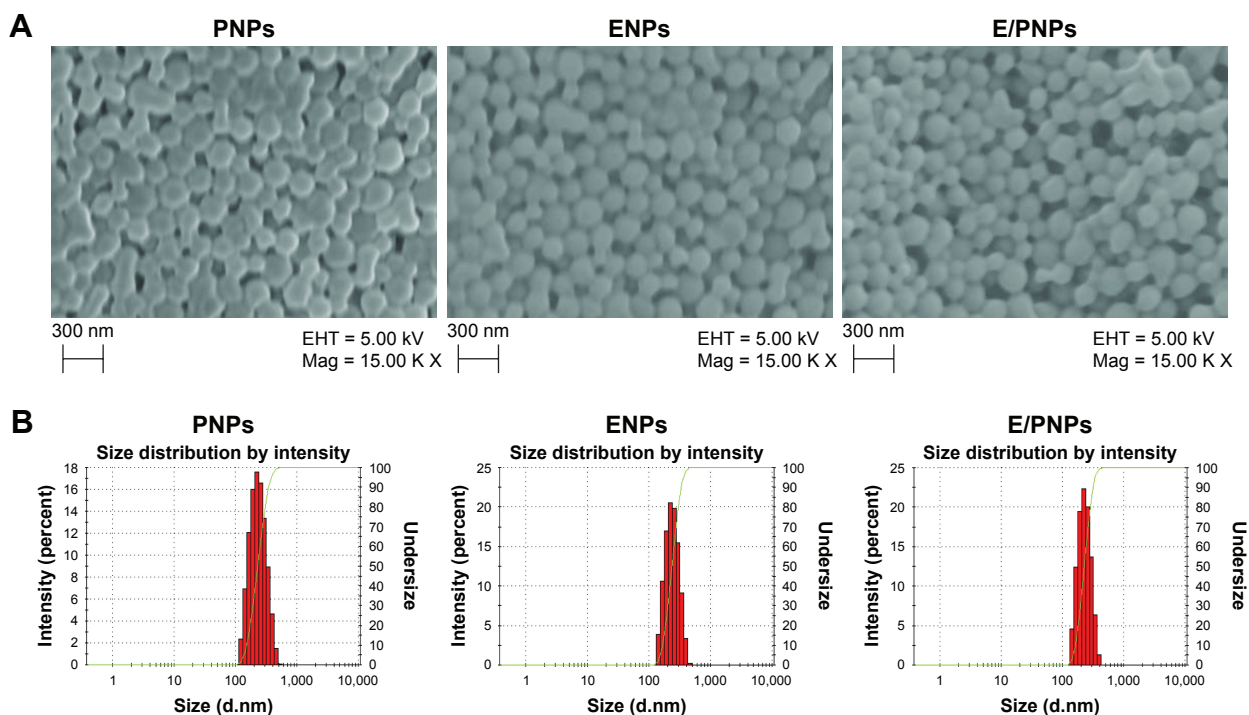 A
PNPs
ENPs
E/PNPs
300 nm
EHT = 5.00 kV
Mag = 15.00 K X
300 nm
EHT = 5.00 kV
Mag = 15.00 K X
300 nm
EHT = 5.00 kV
Mag = 15.00 K X
B
PNPs
Size distribution by intensity
Intensity (percent)
18
16
14
12
10
8
6
4
2
0
100
90
80
70
60
50
40
30
20
10
0
Undersize
1 10 100 1,000 10,000
Size (d.nm)
ENPs
Size distribution by intensity
Intensity (percent)
25
20
15
10
5
0
100
90
80
70
60
50
40
30
20
10
0
Undersize
1 10 100 1,000 10,000
Size (d.nm)
E/PNPs
Size distribution by intensity
Intensity (percent)
25
20
15
10
5
0
100
90
80
70
60
50
40
30
20
10
0
Undersize
1 10 100 1,000 10,000
Size (d.nm)